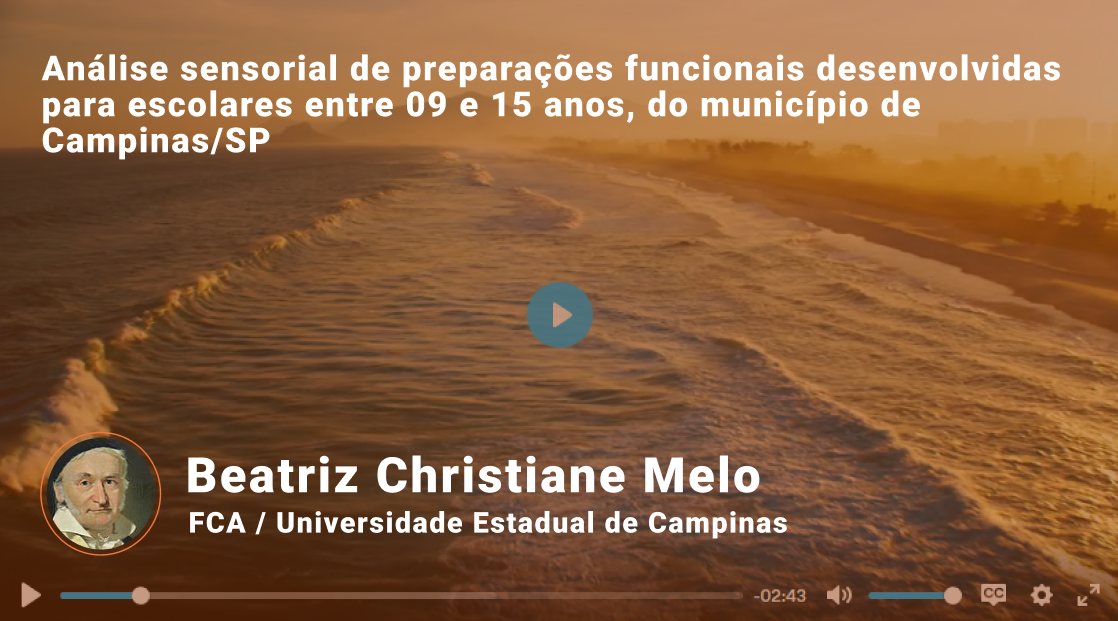 Análise sensorial de preparações funcionais desenvolvidas
para escolares entre 09 e 15 anos, do município de
Campinas/SP
Beatriz Christiane Melo
FCA / Universidade Estadual de Campinas
-02:43
CC